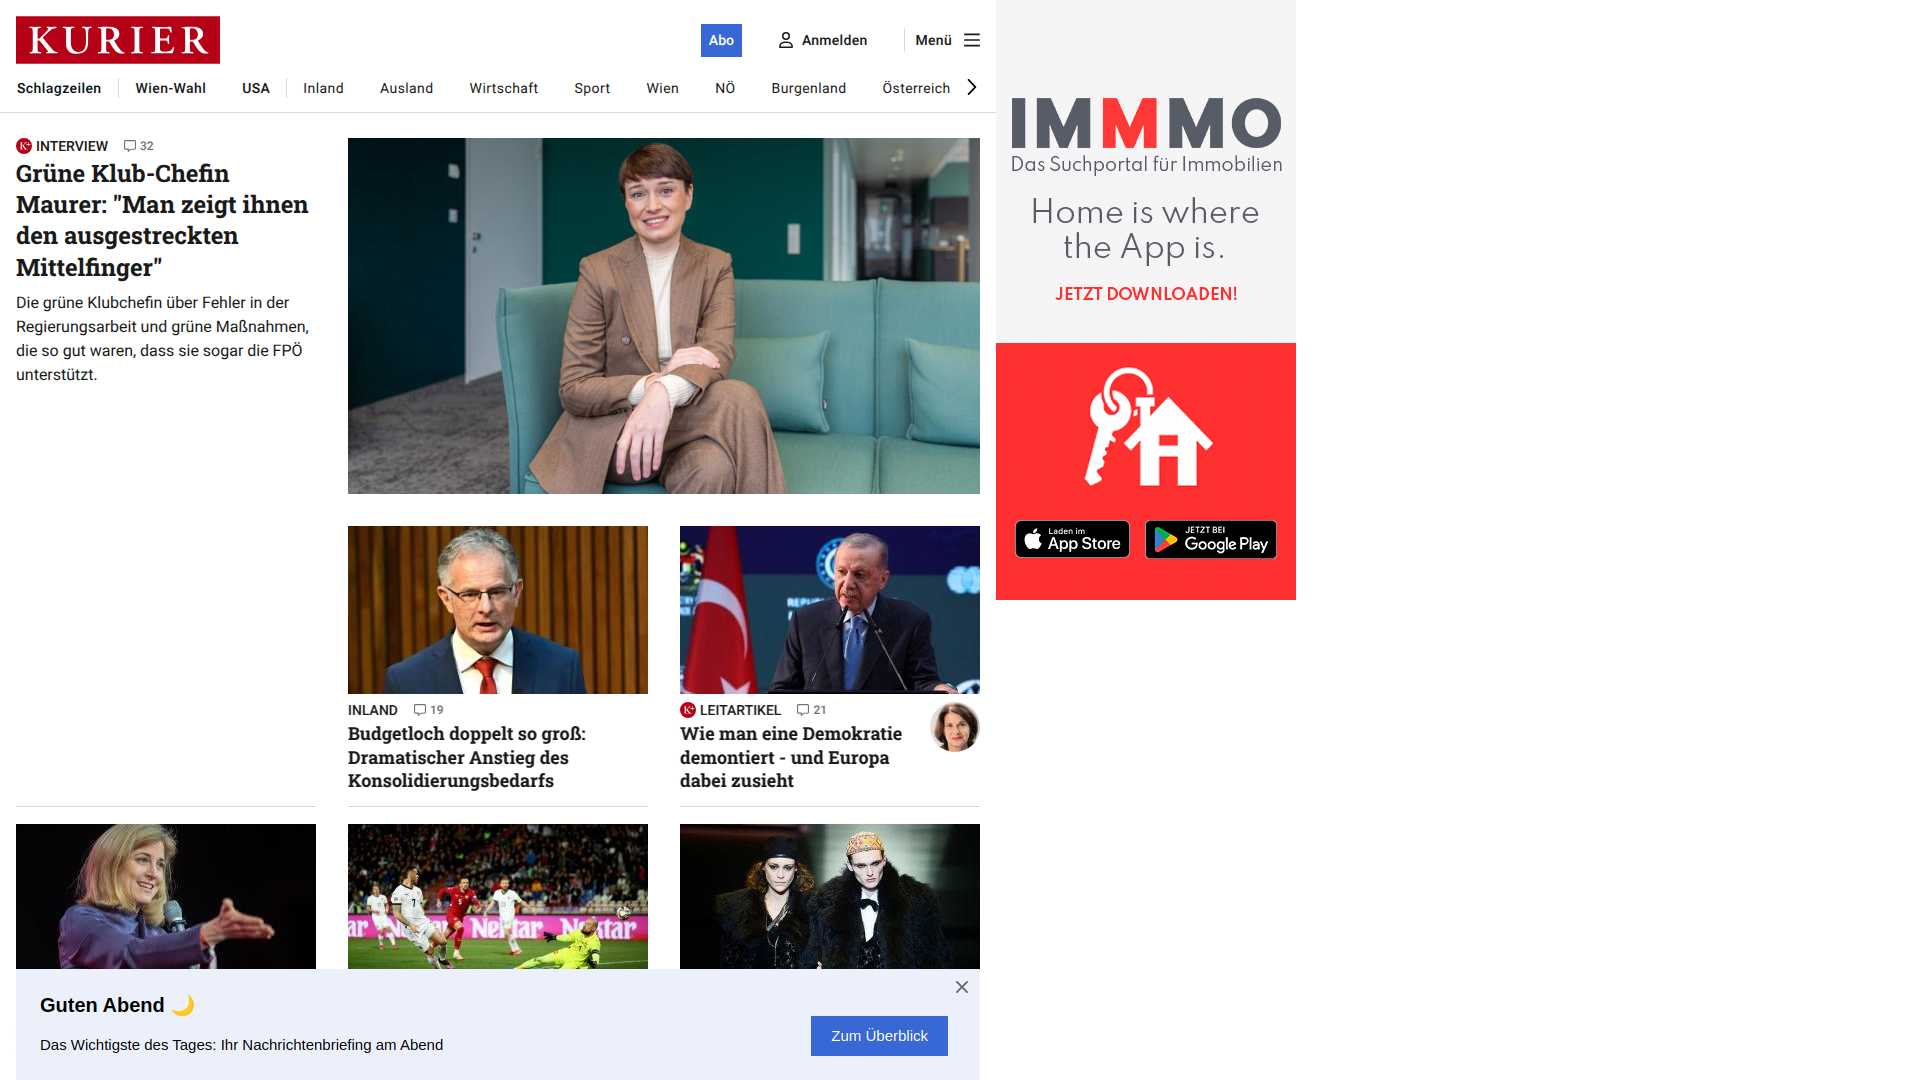 KURIER
Abo
Anmelden
Menü
Schlagzeilen
Wien-Wahl
USA
Inland
Ausland
Wirtschaft
Sport
Wien
NÖ
Burgenland
Österreich
K+ INTERVIEW 32
Grüne Klub-Chefin
Maurer: "Man zeigt ihnen
den ausgestreckten
Mittelfinger"
Die grüne Klubchefin über Fehler in der
Regierungsarbeit und grüne Maßnahmen,
die so gut waren, dass sie sogar die FPÖ
unterstützt.
INLAND 19
Budgetloch doppelt so groß:
Dramatischer Anstieg des
Konsolidierungsbedarfs
K+ LEITARTIKEL 21
Wie man eine Demokratie
demontiert - und Europa
dabei zusieht
Guten Abend 🌙
Das Wichtigste des Tages: Ihr Nachrichtenbriefing am Abend
Zum Überblick
IMMMO
Das Suchportal für Immobilien
Home is where
the App is.
JETZT DOWNLOADEN!
Laden im
App Store
JETZT BEI
Google Play